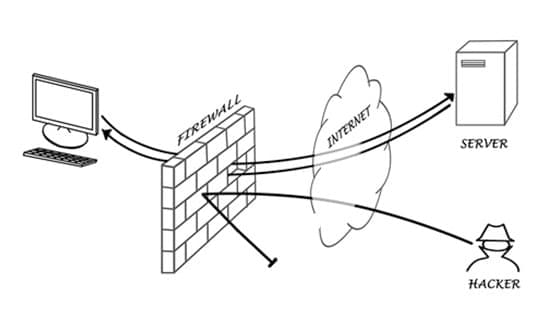 FIREWALL
INTERNET
SERVER
HACKER